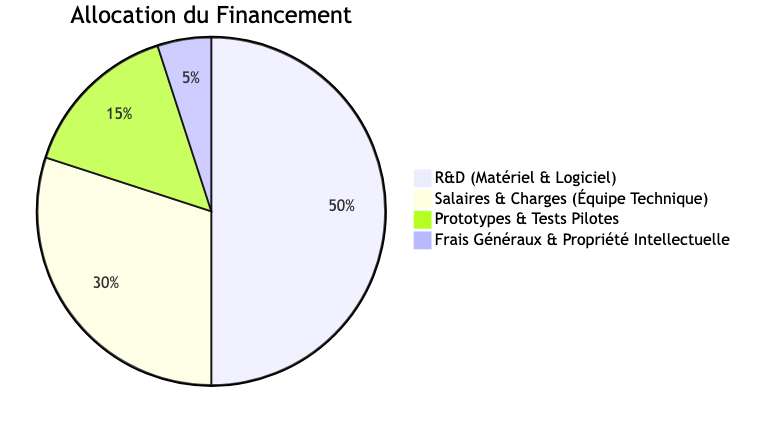 Allocation du Financement
5%
15%
50%
30%
R&D (Matériel & Logiciel)
Salaires & Charges (Équipe Technique)
Prototypes & Tests Pilotes
Frais Généraux & Propriété Intellectuelle